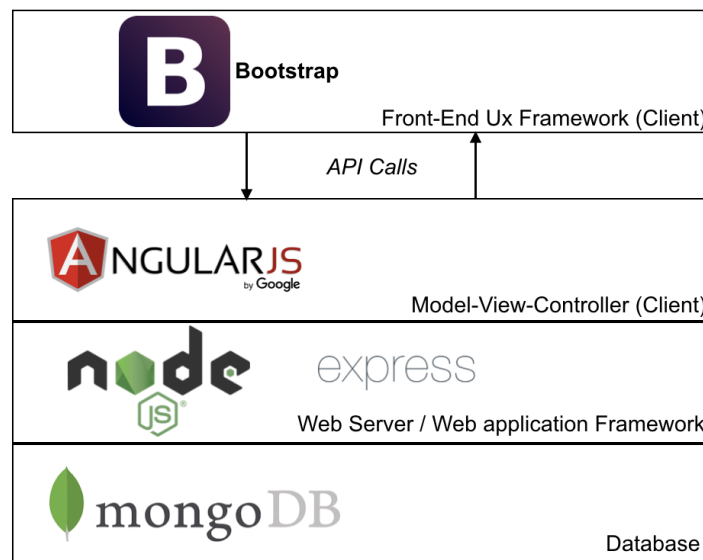 B
Bootstrap
Front-End Ux Framework (Client)
API Calls
ANGULARJS
by Google
Model-View-Controller (Client)
node
JS®
express
Web Server / Web application Framework
mongoDB
Database